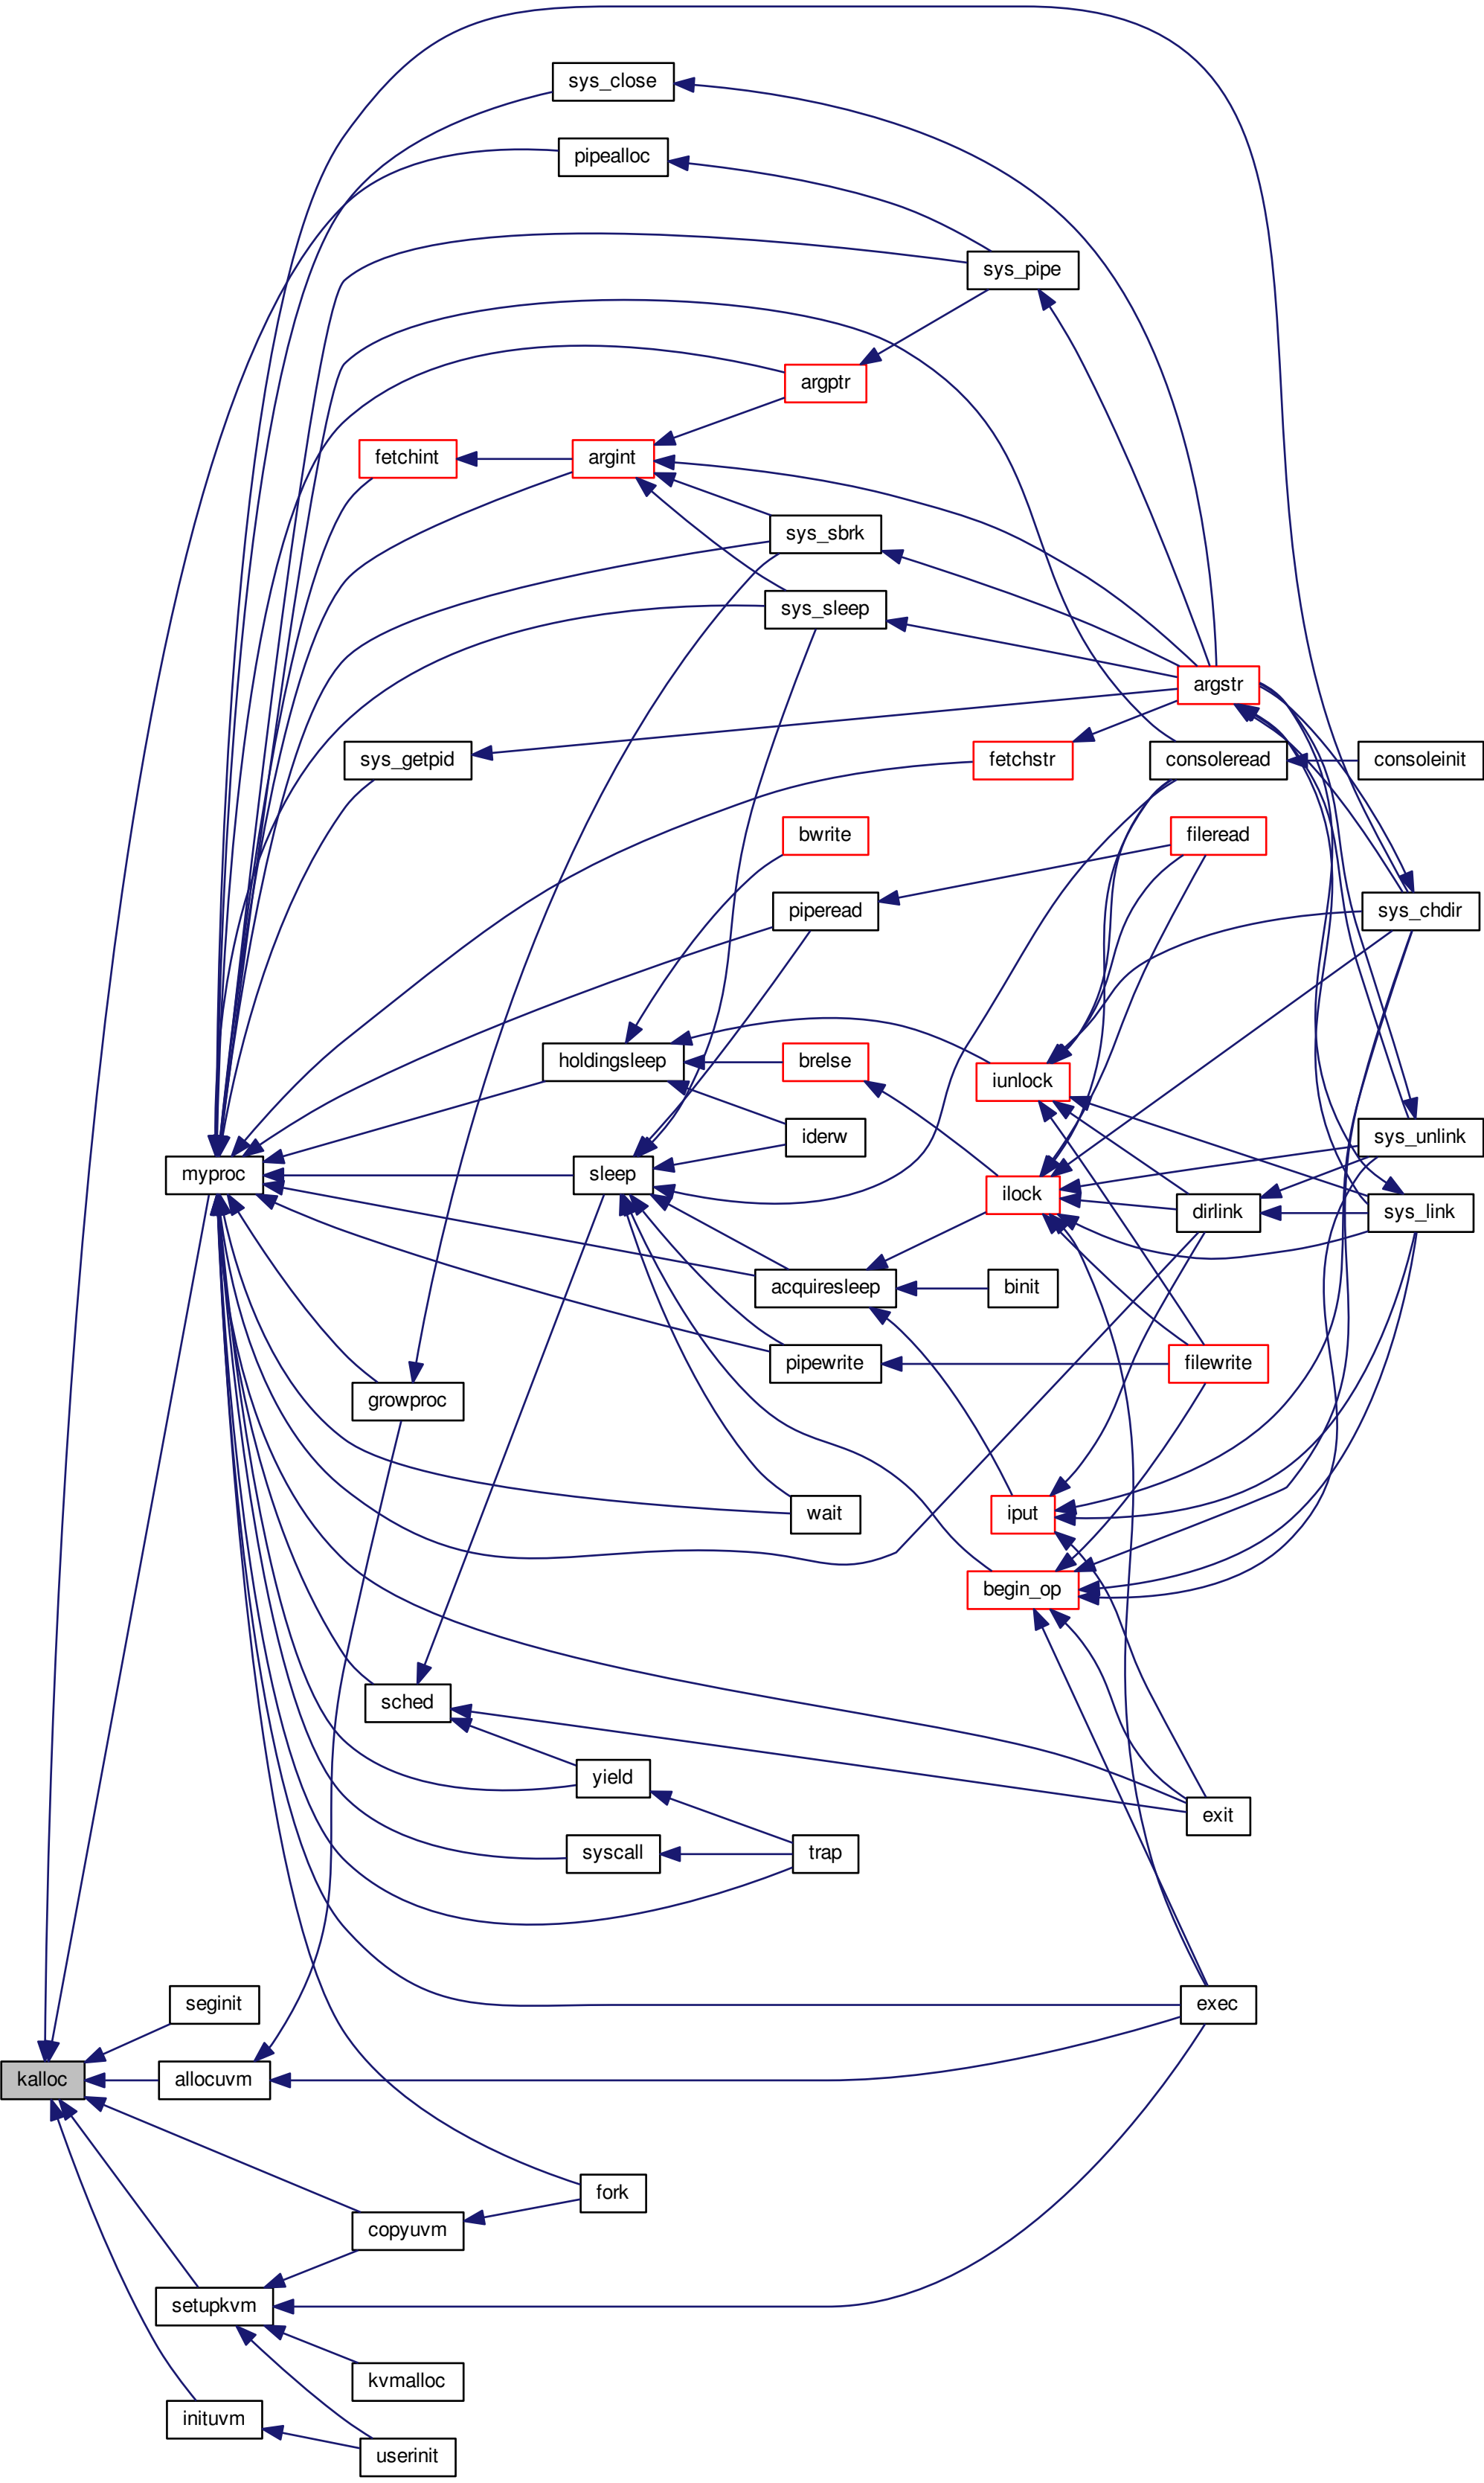 sys_close
pipealloc
sys_pipe
argptr
fetchint
argint
sys_sbrk
sys_sleep
argstr
sys_getpid
fetchstr
consoleread
consoleinit
bwrite
fileread
piperead
sys_chdir
holdingsleep
brelse
iunlock
iderw
sys_unlink
myproc
sleep
ilock
dirlink
sys_link
acquiresleep
binit
pipewrite
filewrite
growproc
wait
iput
begin_op
sched
yield
exit
syscall
trap
seginit
exec
kalloc
allocuvm
fork
copyuvm
setupkvm
kvmalloc
inituvm
userinit